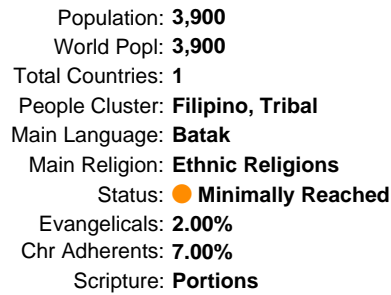 Population: 3,900
World Popl: 3,900
Total Countries: 1
People Cluster: Filipino, Tribal
Main Language: Batak
Main Religion: Ethnic Religions
Status: Minimally Reached
Evangelicals: 2.00%
Chr Adherents: 7.00%
Scripture: Portions